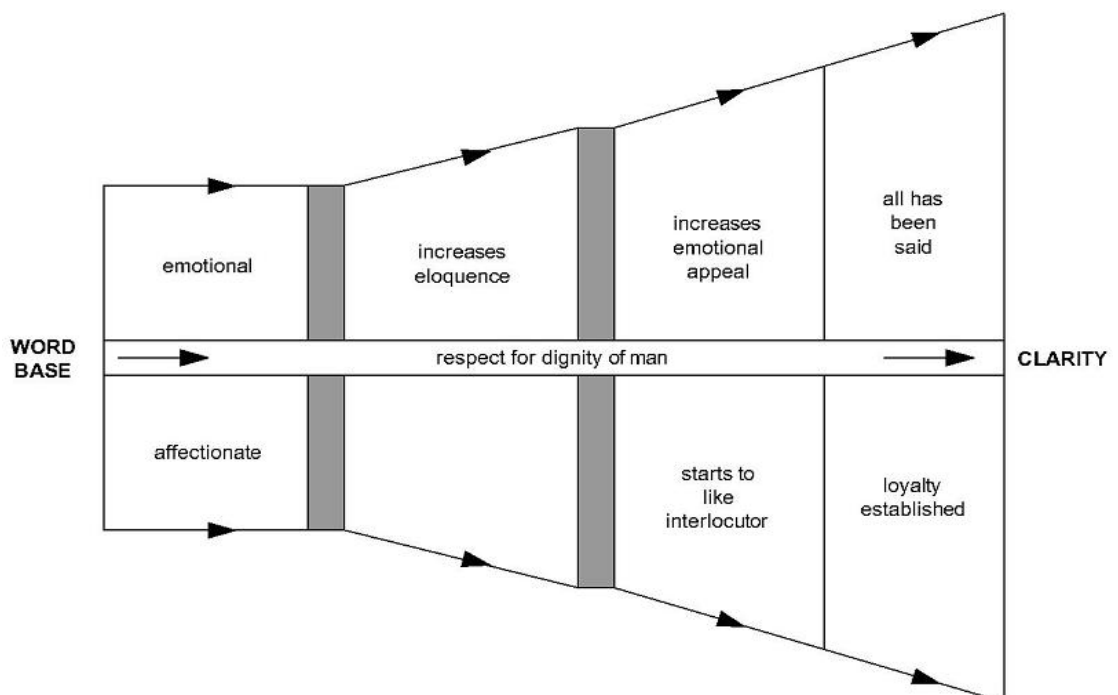 emotional
increases
eloquence
increases
emotional
appeal
all has
been
said
WORD
BASE
respect for dignity of man
CLARITY
affectionate
starts to
like
interlocutor
loyalty
established